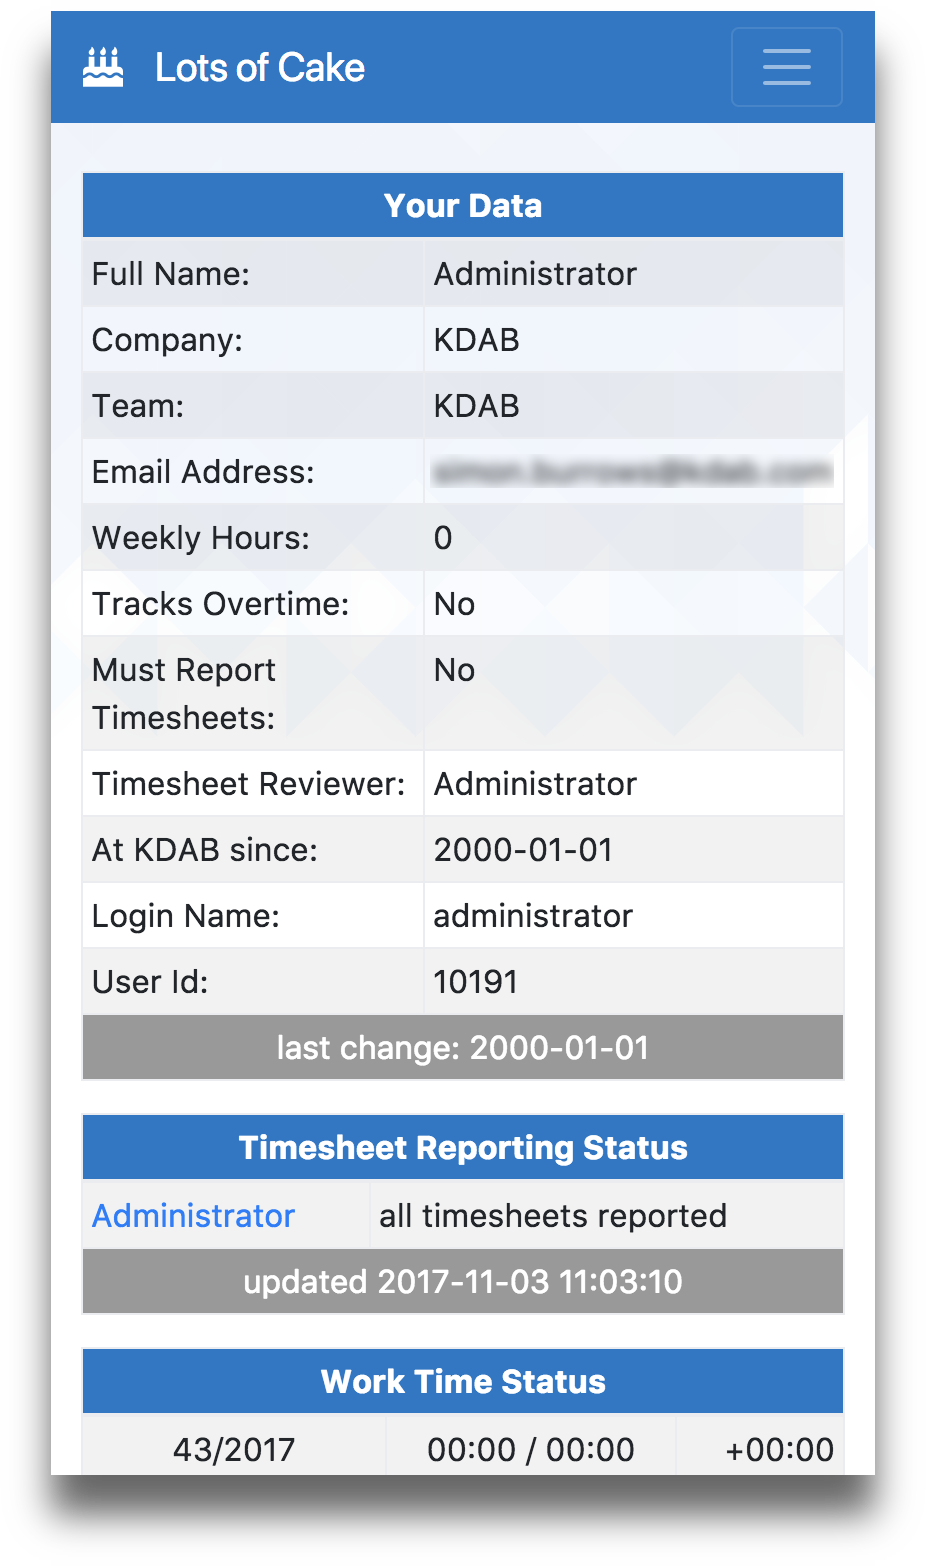 Lots of Cake
Your Data
Full Name: Administrator
Company: KDAB
Team: KDAB
Email Address:
Weekly Hours: 0
Tracks Overtime: No
Must Report No
Timesheets:
Timesheet Reviewer: Administrator
At KDAB since: 2000-01-01
Login Name: administrator
User Id: 10191
last change: 2000-01-01
Timesheet Reporting Status
Administrator all timesheets reported
updated 2017-11-03 11:03:10
Work Time Status
43/2017 00:00 / 00:00 +00:00